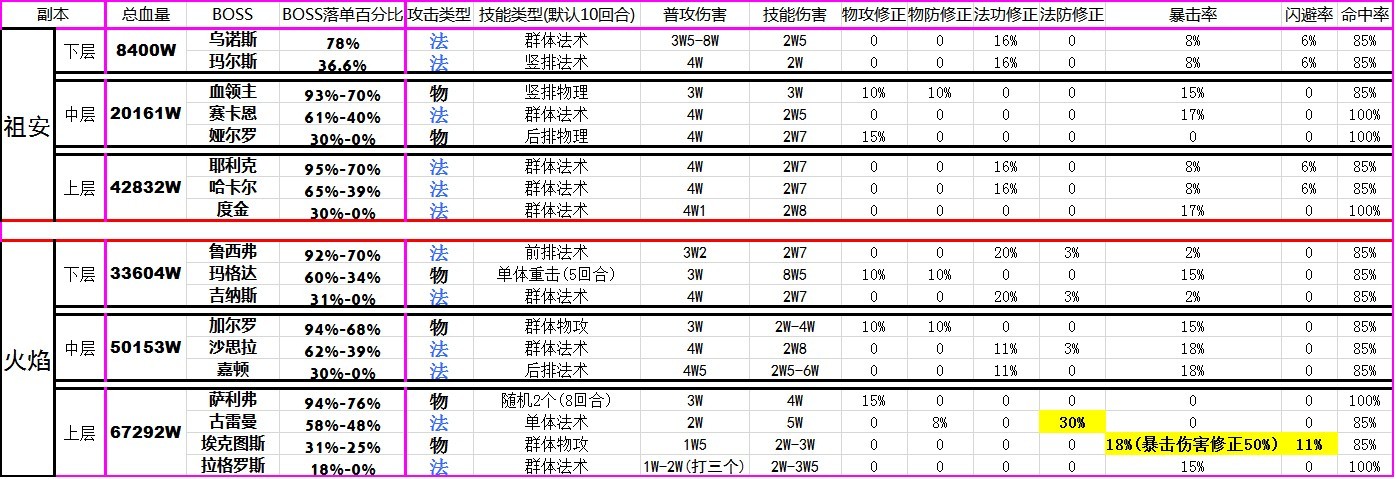 副本 总血量 BOSS BOSS落单百分比 攻击类型 技能类型(默认10回合) 普攻伤害 技能伤害 物攻修正 物防修正 法功修正 法防修正 暴击率 闪避率 命中率
祖安 下层 8400W 乌诺斯 78% 法 群体法术 3W5-8W 2W5 0 0 16% 0 8% 6% 85%
玛尔斯 36.6% 法 竖排法术 4W 2W 0 0 16% 0 8% 6% 85%
中层 20161W 血领主 93%-70% 物 竖排物理 3W 3W 10% 10% 0 0 15% 0 85%
赛卡恩 61%-40% 法 群体法术 4W 2W5 0 0 0 0 17% 0 100%
娅尔罗 30%-0% 物 后排物理 4W 2W7 15% 0 0 0 0 0 100%
上层 42832W 耶利克 95%-70% 法 群体法术 4W 2W7 0 0 16% 0 8% 6% 85%
哈卡尔 65%-39% 法 群体法术 4W 2W7 0 0 16% 0 8% 6% 85%
度金 30%-0% 法 群体法术 4W1 2W8 0 0 0 0 17% 0 100%
火焰 下层 33604W 鲁西弗 92%-70% 法 前排法术 3W2 2W7 0 0 20% 3% 2% 0 85%
玛格达 60%-34% 物 单体重击(5回合) 3W 8W5 10% 10% 0 0 15% 0 85%
吉纳斯 31%-0% 法 群体法术 4W 2W7 0 0 20% 3% 2% 0 85%
中层 50153W 加尔罗 94%-68% 物 群体物攻 3W 2W-4W 10% 10% 0 0 15% 0 85%
沙思拉 62%-39% 法 群体法术 4W 2W8 0 0 11% 3% 18% 0 85%
嘉顿 30%-0% 法 后排法术 4W5 2W5-6W 0 0 11% 0 18% 0 85%
上层 67292W 萨利弗 94%-76% 物 随机2个(8回合) 3W 4W 15% 0 0 0 0 0 100%
古雷曼 58%-48% 法 单体法术 2W 5W 0 8% 0 30% 0 0 85%
埃克图斯 31%-25% 物 群体物攻 1W5 2W-3W 0 0 0 0 18%(暴击伤害修正50%) 11% 85%
拉格罗斯 18%-0% 法 群体法术 1W-2W(打三个) 2W-3W5 0 0 0 0 15% 0 100%